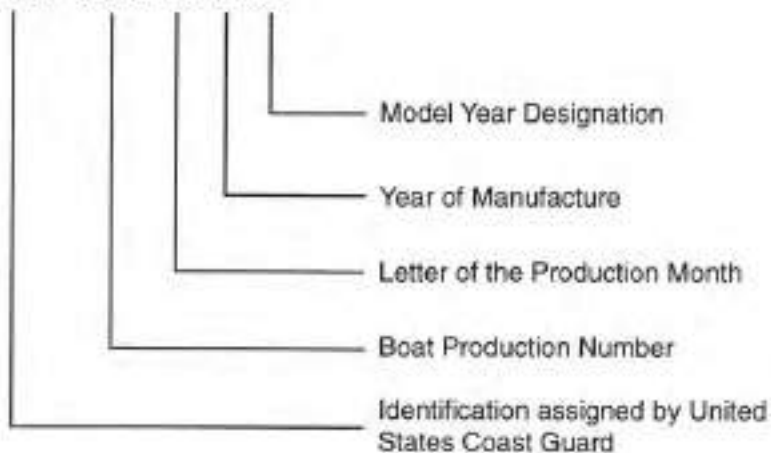 Model Year Designation
Year of Manufacture
Letter of the Production Month
Boat Production Number
Identification assigned by United
States Coast Guard